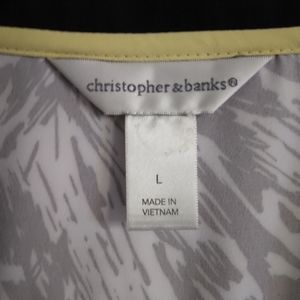 christopher & banks®
L
MADE IN
VIETNAM